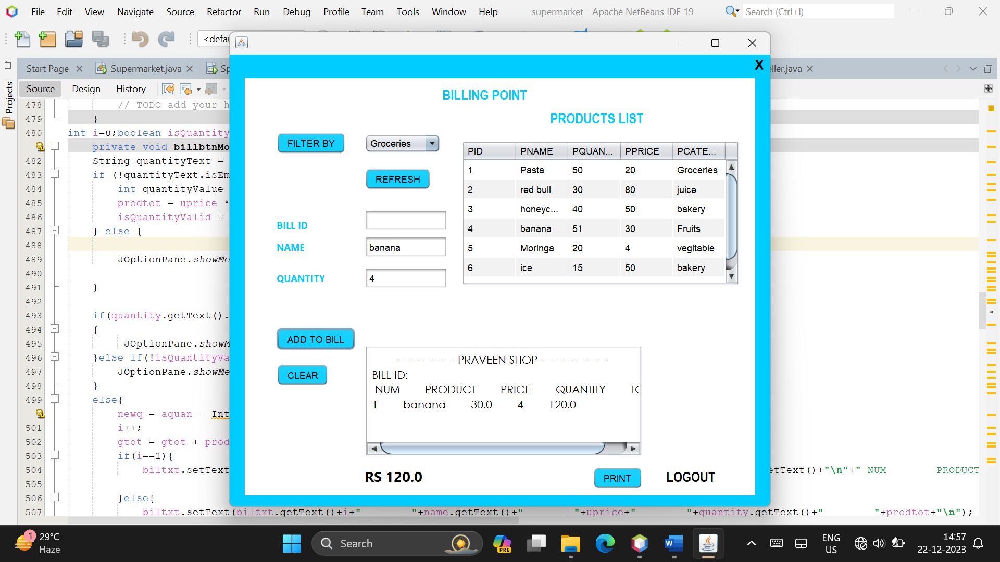 File Edit View Navigate Source Refactor Run Debug Profile Team Tools Window Help supermarket - Apache NetBeans IDE 19 Search (Ctrl+I)
<defau
Start Page Supermarket.java Sp ller.java
Source Design History
Projects
478 // TODO add your h
479 }
480 int i=0;boolean isQuantity
private void billbtnMo
482 String quantityText =
483 if (!quantityText.isEm
484 int quantityValue
485 prodtot = uprice *
486 isQuantityValid =
487 } else {
488
489 JOptionPane.showMe
490
491 }
492
493 if(quantity.getText().
494 {
495 JOptionPane.showM
496 }else if(!isQuantityVa
497 JOptionPane.showMe
498 }
499 else{
newq = aquan - Int
501 i++;
502 gtot = gtot + prod
503 if(i==1){
504 biltxt.setText etText()+"\n"+" NUM PRODUCT
505
506 }else{
507 biltxt.setText(biltxt.getText()+i+" "+name.getText()+" "+uprice+" "+quantity.getText()+" "+prodtot+"\n");
X
BILLING POINT
PRODUCTS LIST
FILTER BY Groceries
REFRESH
BILL ID
NAME banana
QUANTITY 4
PID PNAME PQUAN... PPRICE PCATE...
1 Pasta 50 20 Groceries
2 red bull 30 80 juice
3 honeyc... 40 50 bakery
4 banana 51 30 Fruits
5 Moringa 20 4 vegitable
6 ice 15 50 bakery
ADD TO BILL
CLEAR
=========PRAVEEN SHOP==========
BILL ID:
NUM PRODUCT PRICE QUANTITY TO
1 banana 30.0 4 120.0
RS 120.0 PRINT LOGOUT
1 29°C
Haze
Search
PRE
W
ENG
US
14:57
22-12-2023